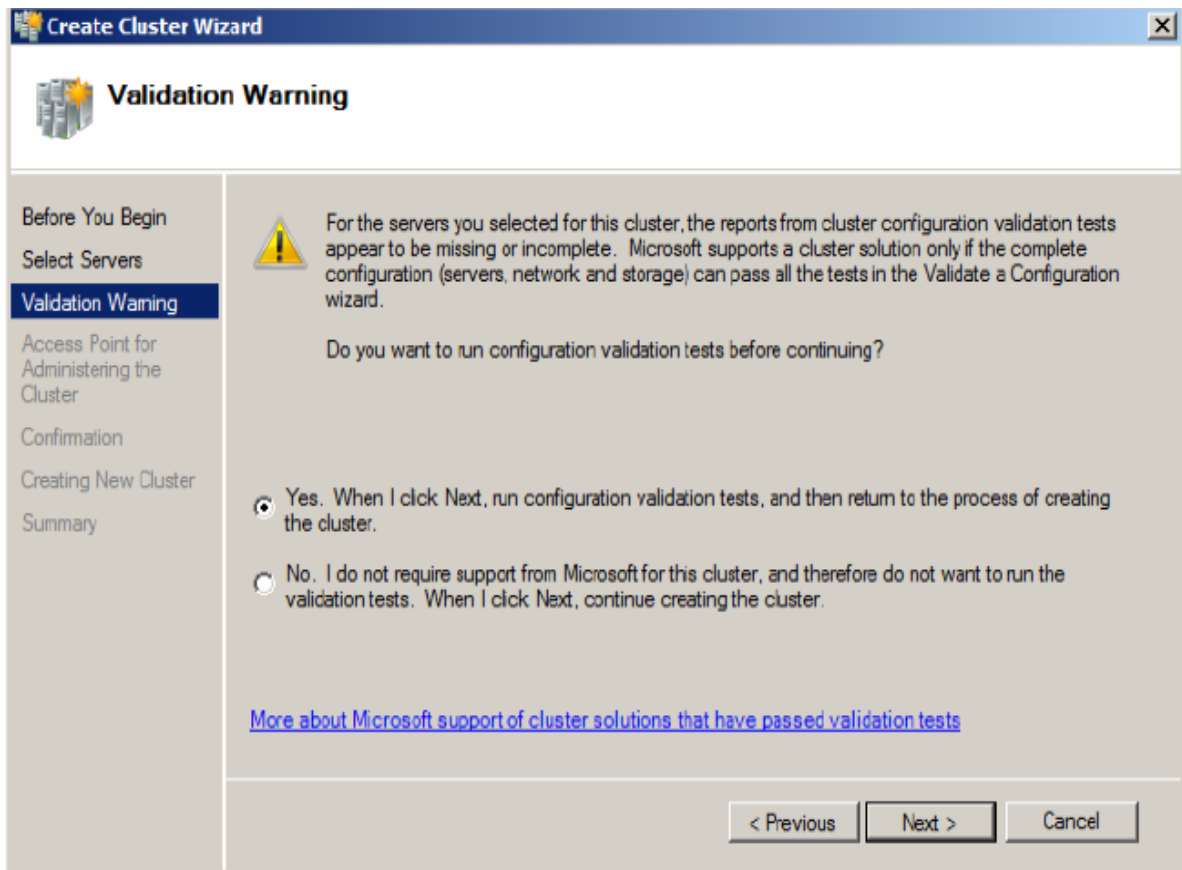 Create Cluster Wizard
Validation Warning
Before You Begin
Select Servers
Validation Warning
Access Point for
Administering the
Cluster
Confirmation
Creating New Cluster
Summary
For the servers you selected for this cluster, the reports from cluster configuration validation tests
appear to be missing or incomplete. Microsoft supports a cluster solution only if the complete
configuration (servers, network and storage) can pass all the tests in the Validate a Configuration
wizard.
Do you want to run configuration validation tests before continuing?
Yes. When I click Next, run configuration validation tests, and then return to the process of creating
the cluster.
No. I do not require support from Microsoft for this cluster, and therefore do not want to run the
validation tests. When I click Next, continue creating the cluster.
More about Microsoft support of cluster solutions that have passed validation tests
< Previous
Next >
Cancel